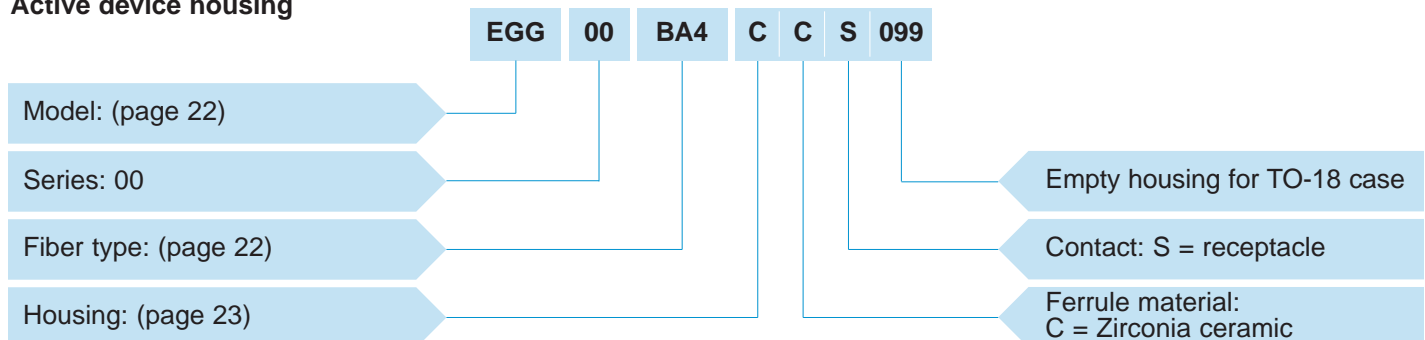 Active device housing
EGG 00 BA4 C C S 099
Model: (page 22)
Series: 00
Fiber type: (page 22)
Housing: (page 23)
Empty housing for TO-18 case
Contact: S = receptacle
Ferrule material:
C = Zirconia ceramic